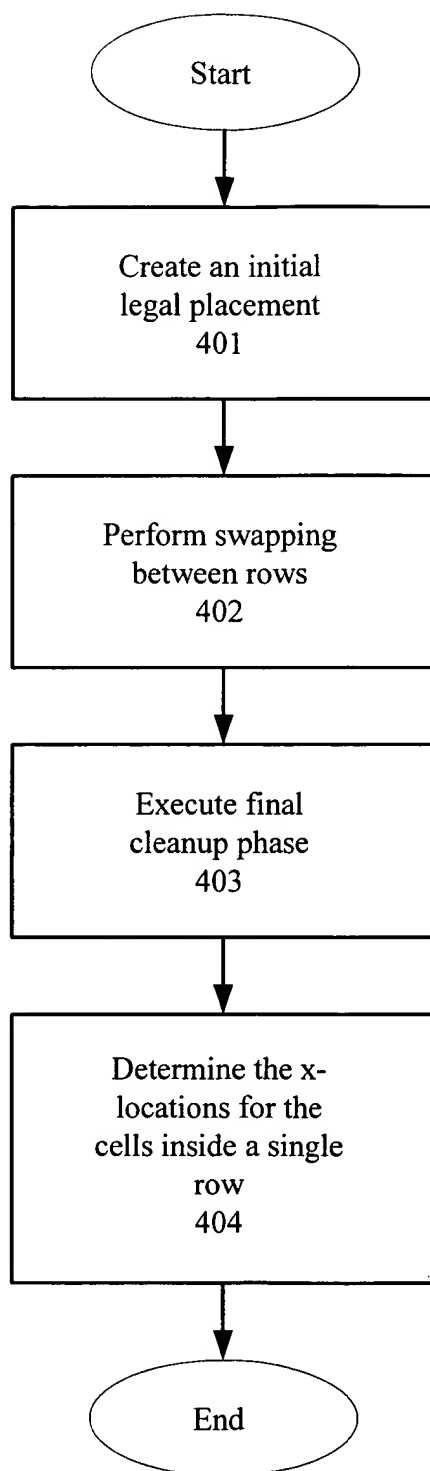 Start
Create an initial
legal placement
401
Perform swapping
between rows
402
Execute final
cleanup phase
403
Determine the x-
locations for the
cells inside a single
row
404
End